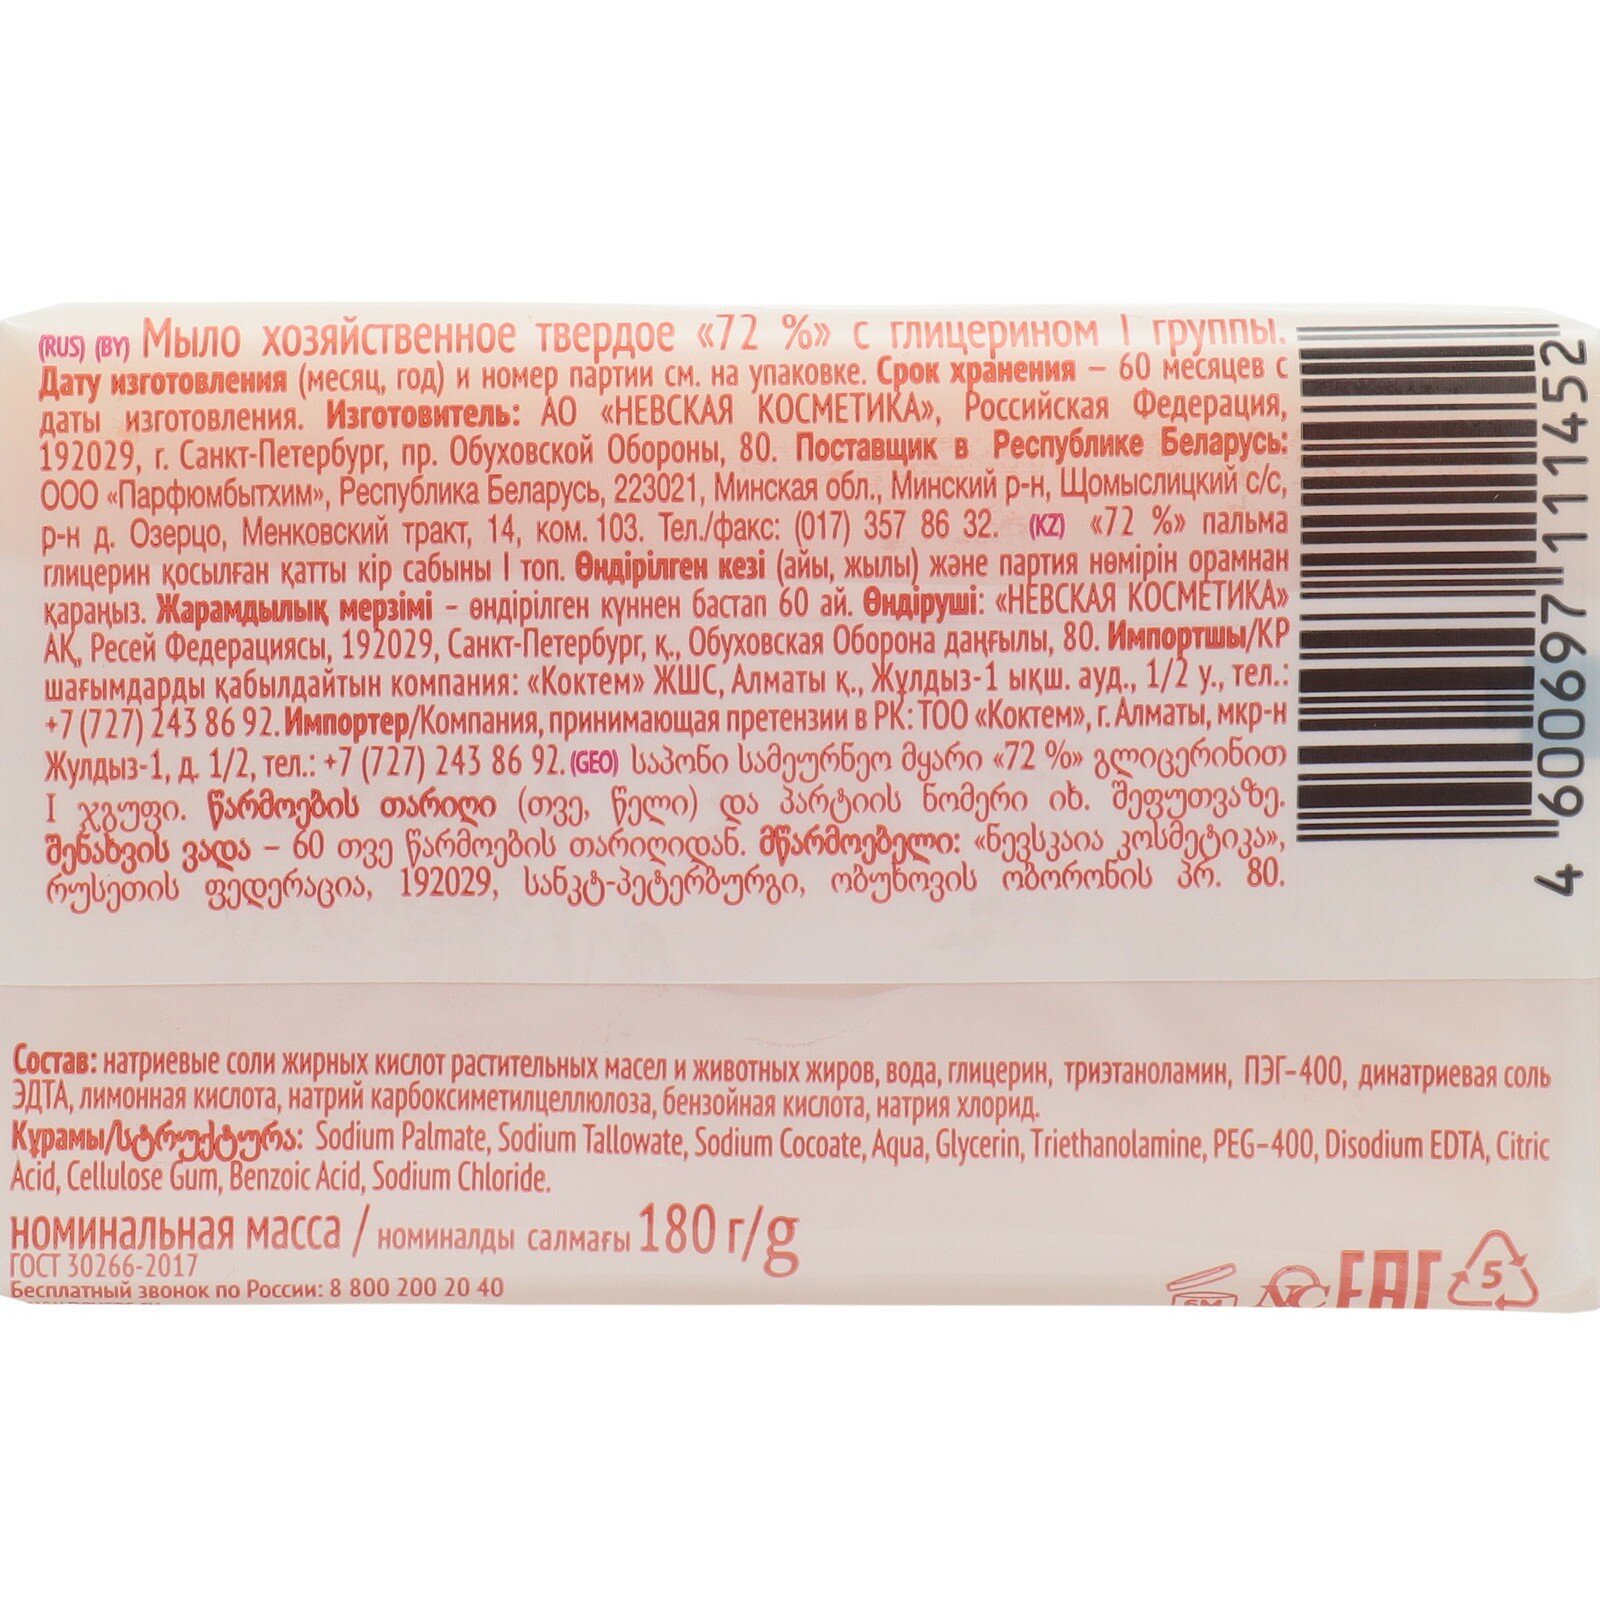 (RUS) (BY) Мыло хозяйственное твердое «72 %» с глицерином I группы.
Дату изготовления (месяц, год) и номер партии см. на упаковке. Срок хранения – 60 месяцев с
даты изготовления. Изготовитель: АО «НЕВСКАЯ КОСМЕТИКА», Российская Федерация,
192029, г. Санкт-Петербург, пр. Обуховской Обороны, 80. Поставщик в Республике Беларусь:
ООО «Парфюмбытхим», Республика Беларусь, 223021, Минская обл., Минский р-н, Щомыслицкий с/с,
р-н д. Озерцо, Менковский тракт, 14, ком. 103. Тел./факс: (017) 357 86 32. (KZ) «72 %» пальма
глицерин қосылған қатты кір сабыны I топ. Өндірілген кезі (айы, жылы) және партия нөмірін орамнан
қараңыз. Жарамдылық мерзімі – өндірілген күннен бастап 60 ай. Өндіруші: «НЕВСКАЯ КОСМЕТИКА»
АҚ, Ресей Федерациясы, 192029, Санкт-Петербург, қ., Обуховская Оборона даңғылы, 80. Импортшы/ҚР
шағымдарды қабылдайтын компания: «Коктем» ЖШС, Алматы қ., Жұлдыз-1 ықш. ауд., 1/2 у., тел.:
+7 (727) 243 86 92. Импортер/Компания, принимающая претензии в РК: ТОО «Коктем», г. Алматы, мкр-н
Жулдыз-1, д. 1/2, тел.: +7 (727) 243 86 92. (GEO) საპონი სამეურნეო მყარი «72 %» გლიცერინით
I ჯგუფი. წარმოების თარიღი (თვე, წელი) და პარტიის ნომერი იხ. შეფუთვაზე.
შენახვის ვადა – 60 თვე წარმოების თარიღიდან. მწარმოებელი: «ნევსკაია კოსმეტიკა»,
რუსეთის ფედერაცია, 192029, სანკტ-პეტერბურგი, ობუხოვის ობორონის პრ. 80.
4 600697 111452
Состав: натриевые соли жирных кислот растительных масел и животных жиров, вода, глицерин, триэтаноламин, ПЭГ–400, динатриевая соль
ЭДТА, лимонная кислота, натрий карбоксиметилцеллюлоза, бензойная кислота, натрия хлорид.
Құрамы/სტრუქტურა: Sodium Palmate, Sodium Tallowate, Sodium Cocoate, Aqua, Glycerin, Triethanolamine, PEG–400, Disodium EDTA, Citric
Acid, Cellulose Gum, Benzoic Acid, Sodium Chloride.
номинальная масса / номиналды салмағы 180 г/g
ГОСТ 30266-2017
Бесплатный звонок по России: 8 800 200 20 40
НС ЕАС 5